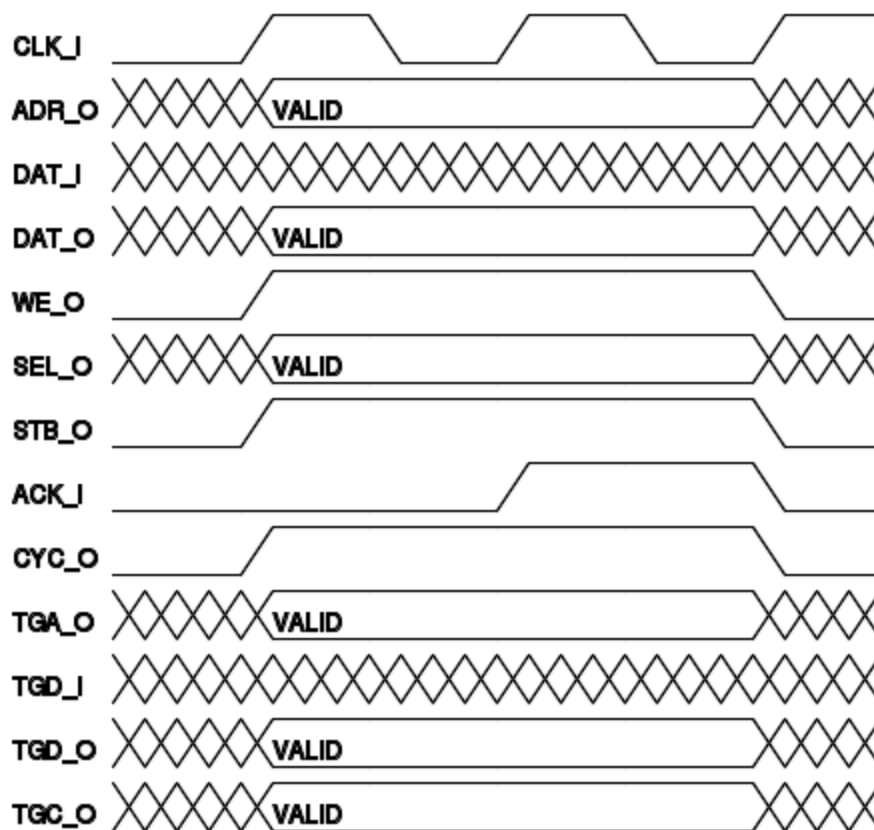 CLK_I
ADR_O VALID
DAT_I
DAT_O VALID
WE_O
SEL_O VALID
STB_O
ACK_I
CYC_O
TGA_O VALID
TGD_I
TGD_O VALID
TGC_O VALID